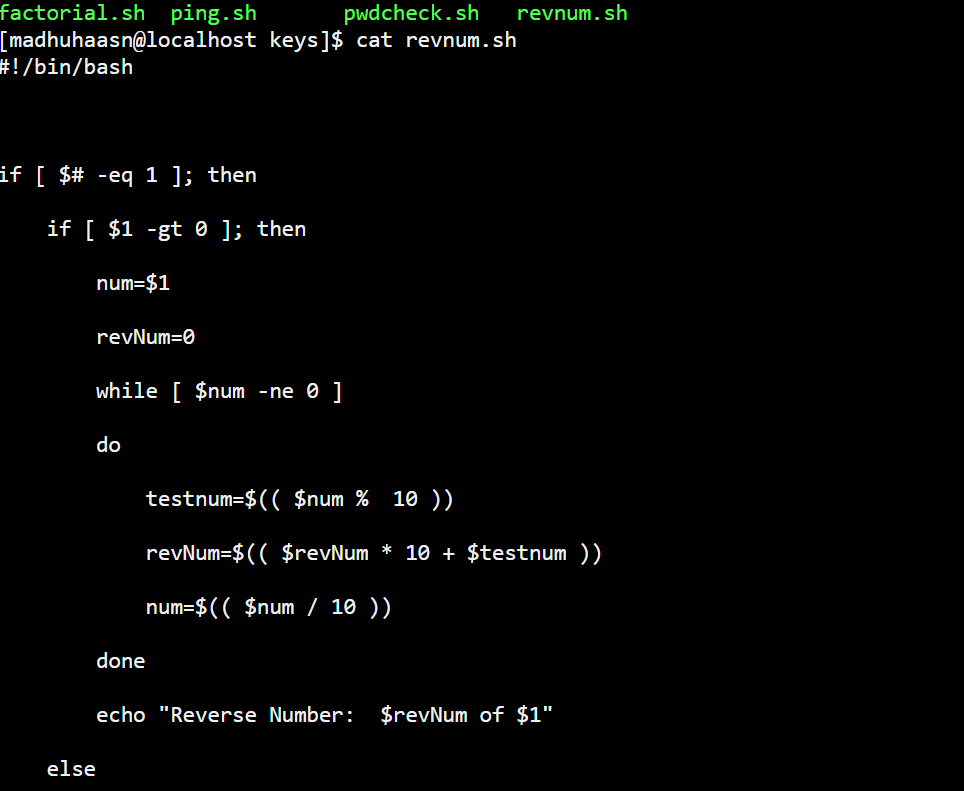 factorial.sh  ping.sh       pwdcheck.sh   revnum.sh
[madhuhaasn@localhost keys]$ cat revnum.sh
#!/bin/bash
if [ $# -eq 1 ]; then
    if [ $1 -gt 0 ]; then
        num=$1
        revNum=0
        while [ $num -ne 0 ]
        do
            testnum=$(( $num %  10 ))
            revNum=$(( $revNum * 10 + $testnum ))
            num=$(( $num / 10 ))
        done
        echo "Reverse Number:  $revNum of $1"
    else